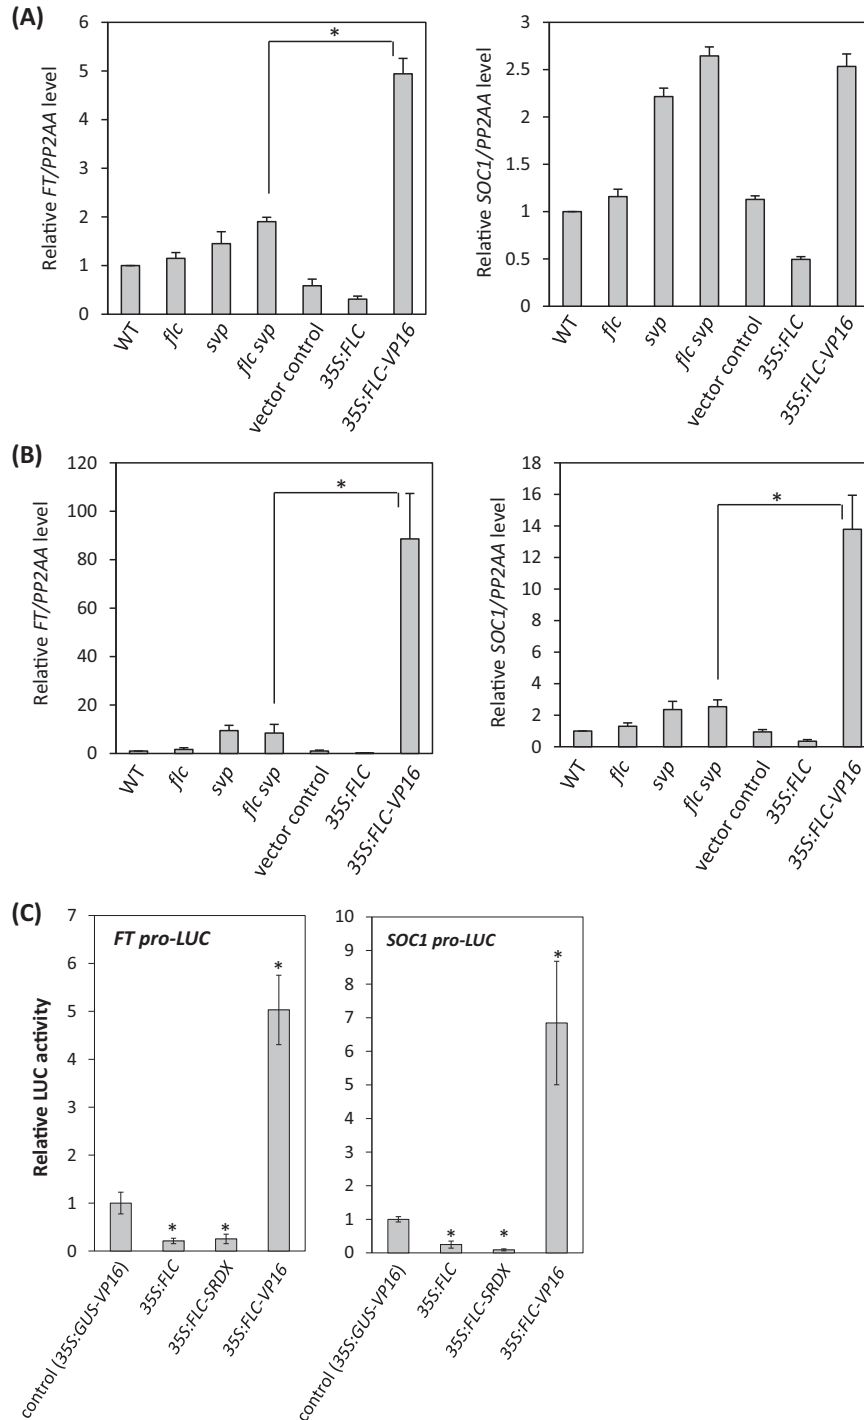 (A)
Relative FT/PP2AA level
6
5
4
3
2
1
0
*
WT
flc
svp
flc svp
vector control
35S:FLC
35S:FLC-VP16
Relative SOC1/PP2AA level
3
2.5
2
1.5
1
0.5
0
WT
flc
svp
flc svp
vector control
35S:FLC
35S:FLC-VP16
(B)
Relative FT/PP2AA level
120
100
80
60
40
20
0
*
WT
flc
svp
flc svp
vector control
35S:FLC
35S:FLC-VP16
Relative SOC1/PP2AA level
18
16
14
12
10
8
6
4
2
0
*
WT
flc
svp
flc svp
vector control
35S:FLC
35S:FLC-VP16
(C)
Relative LUC activity
7
6
5
4
3
2
1
0
FT pro-LUC
*
*
*
control (35S:GUS-VP16)
35S:FLC
35S:FLC-SRDX
35S:FLC-VP16
10
9
8
7
6
5
4
3
2
1
0
SOC1 pro-LUC
*
*
*
control (35S:GUS-VP16)
35S:FLC
35S:FLC-SRDX
35S:FLC-VP16